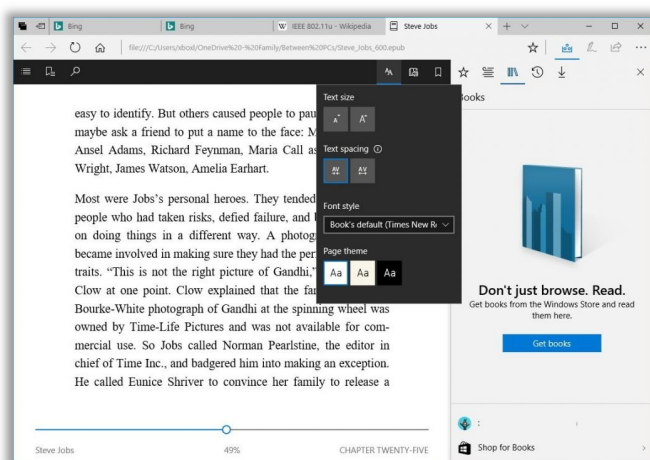 Bing
Bing
W IEEE 802.11u - Wikipedia
Steve Jobs
file:///C:/Users/xboxl/OneDrive%20-%20Family/Between%20PCs/Steve_Jobs_600.epub
easy to identify. But others caused people to pau
maybe ask a friend to put a name to the face: M
Ansel Adams, Richard Feynman, Maria Call as
Wright, James Watson, Amelia Earhart.
Most were Jobs's personal heroes. They tended
people who had taken risks, defied failure, and
on doing things in a different way. A photog
became involved in making sure they had the per
traits. “This is not the right picture of Gandhi,”
Clow at one point. Clow explained that the fa
Bourke-White photograph of Gandhi at the spinning wheel was
owned by Time-Life Pictures and was not available for com-
mercial use. So Jobs called Norman Pearlstine, the editor in
chief of Time Inc., and badgered him into making an exception.
He called Eunice Shriver to convince her family to release a
Steve Jobs
49%
CHAPTER TWENTY-FIVE
Text size
A A
Text spacing
AV AV
Font style
Book's default (Times New R
Page theme
Aa Aa Aa
ooks
Don't just browse. Read.
Get books from the Windows Store and read
them here.
Get books
Shop for Books